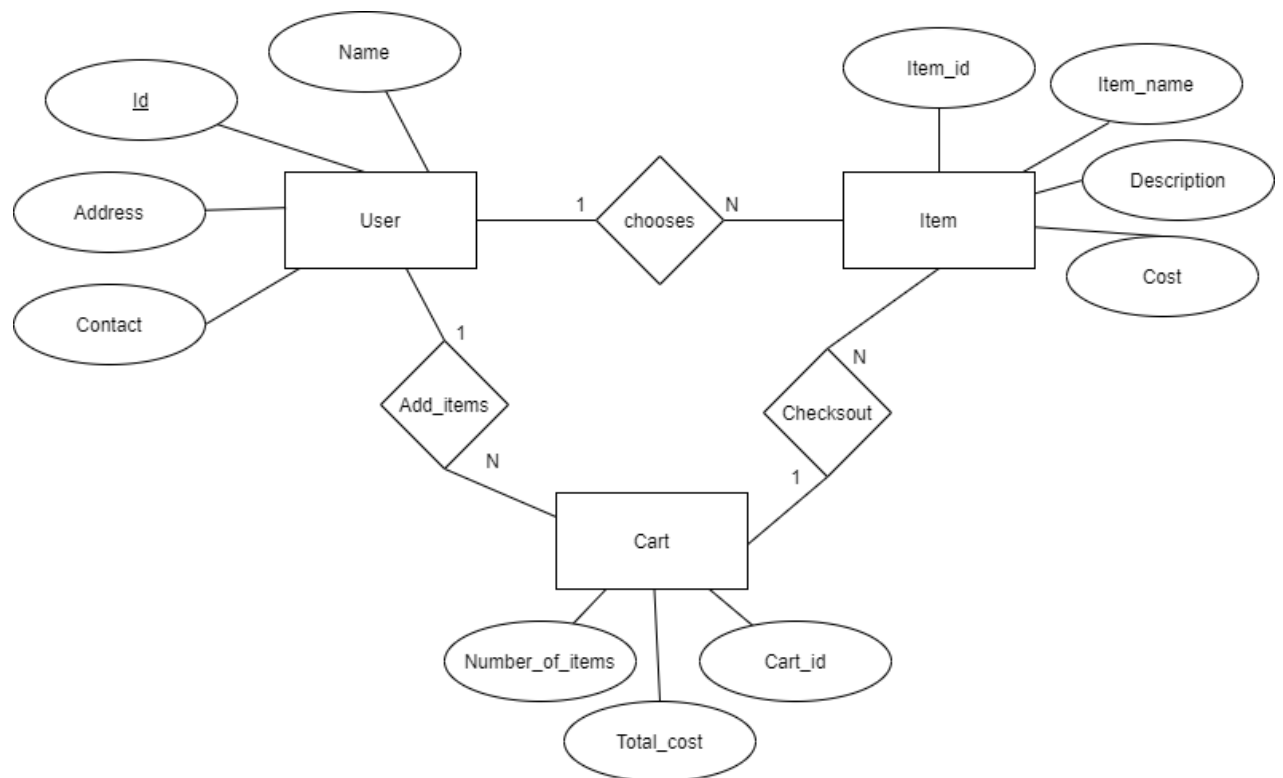 Name
Id
Address
Contact
User
1
chooses
N
Item_id
Item_name
Description
Cost
Item
1
Add_items
N
N
Checksout
1
Cart
Number_of_items
Total_cost
Cart_id